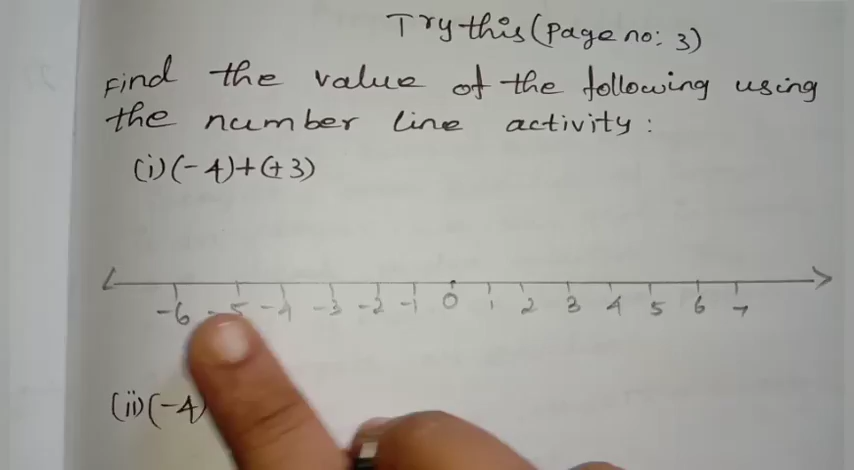 Try this (Page no: 3)
Find the value of the following using
the number line activity:
(i) (-4)+(+3)
-6 -5 -4 -3 -2 -1 0 1 2 3 4 5 6 7
(ii) (-4)